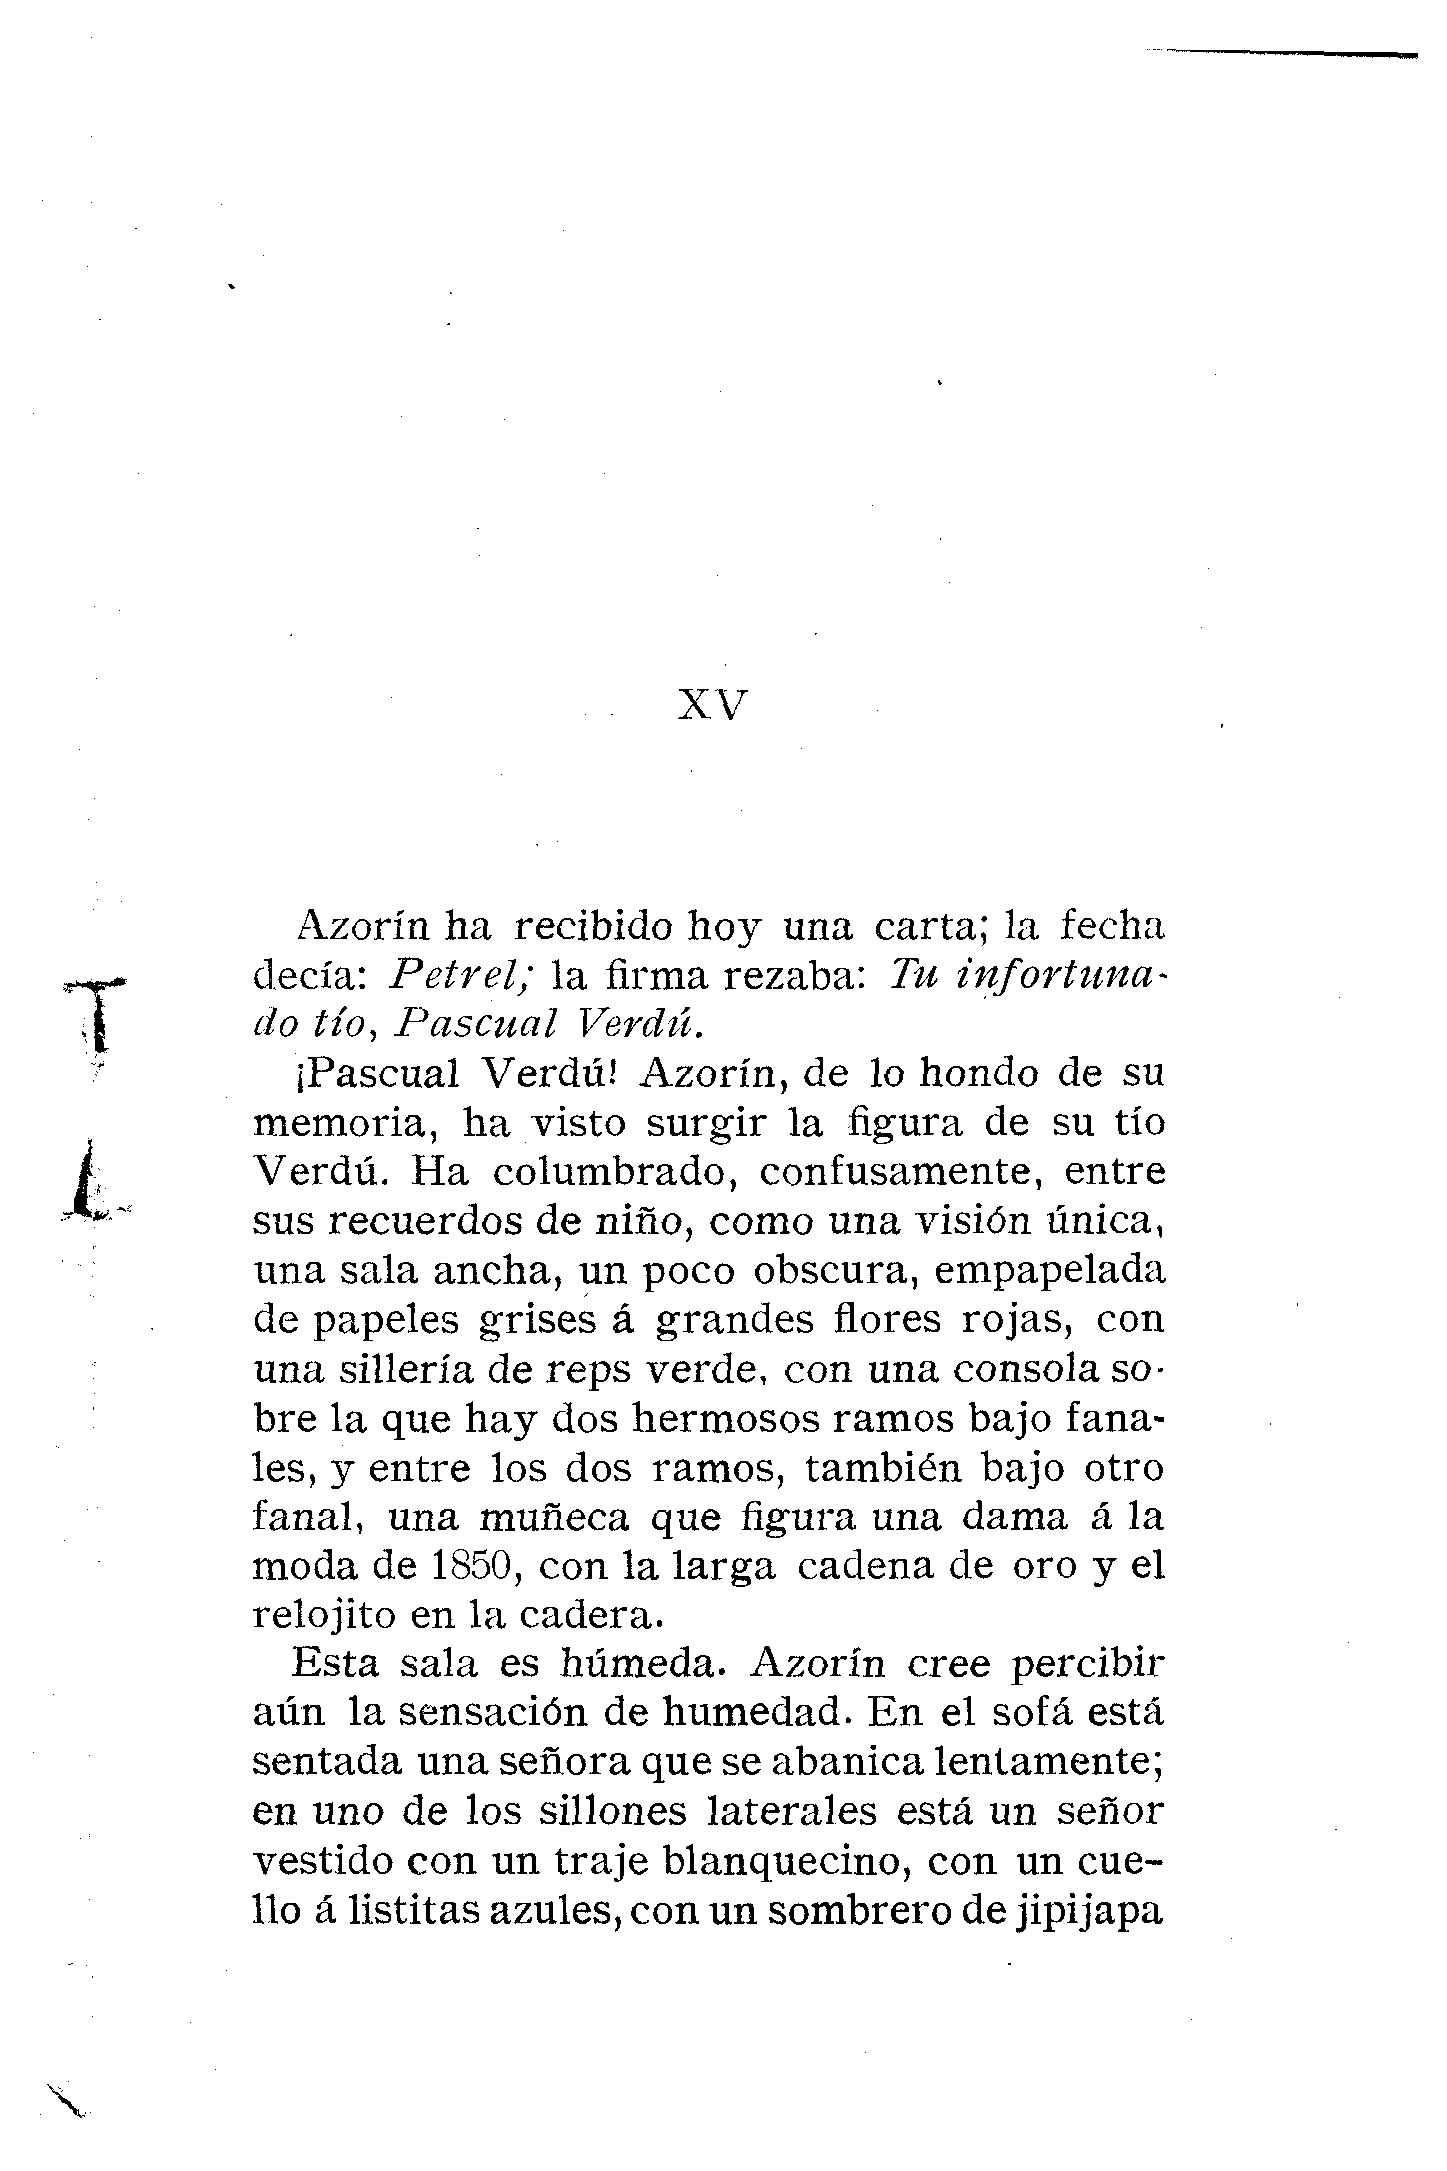 XV
Azorín ha recibido hoy una carta; la fecha
decía: Petrel; la firma rezaba: Tu infortuna-
do tío, Pascual Verdú.
¡Pascual Verdú! Azorín, de lo hondo de su
memoria, ha visto surgir la figura de su tío
Verdú. Ha columbrado, confusamente, entre
sus recuerdos de niño, como una visión única,
una sala ancha, un poco obscura, empapelada
de papeles grises á grandes flores rojas, con
una sillería de reps verde, con una consola so-
bre la que hay dos hermosos ramos bajo fana-
les, y entre los dos ramos, también bajo otro
fanal, una muñeca que figura una dama á la
moda de 1850, con la larga cadena de oro y el
relojito en la cadera.
Esta sala es húmeda. Azorín cree percibir
aún la sensación de humedad. En el sofá está
sentada una señora que se abanica lentamente;
en uno de los sillones laterales está un señor
vestido con un traje blanquecino, con un cue-
llo á listitas azules, con un sombrero de jipijapa